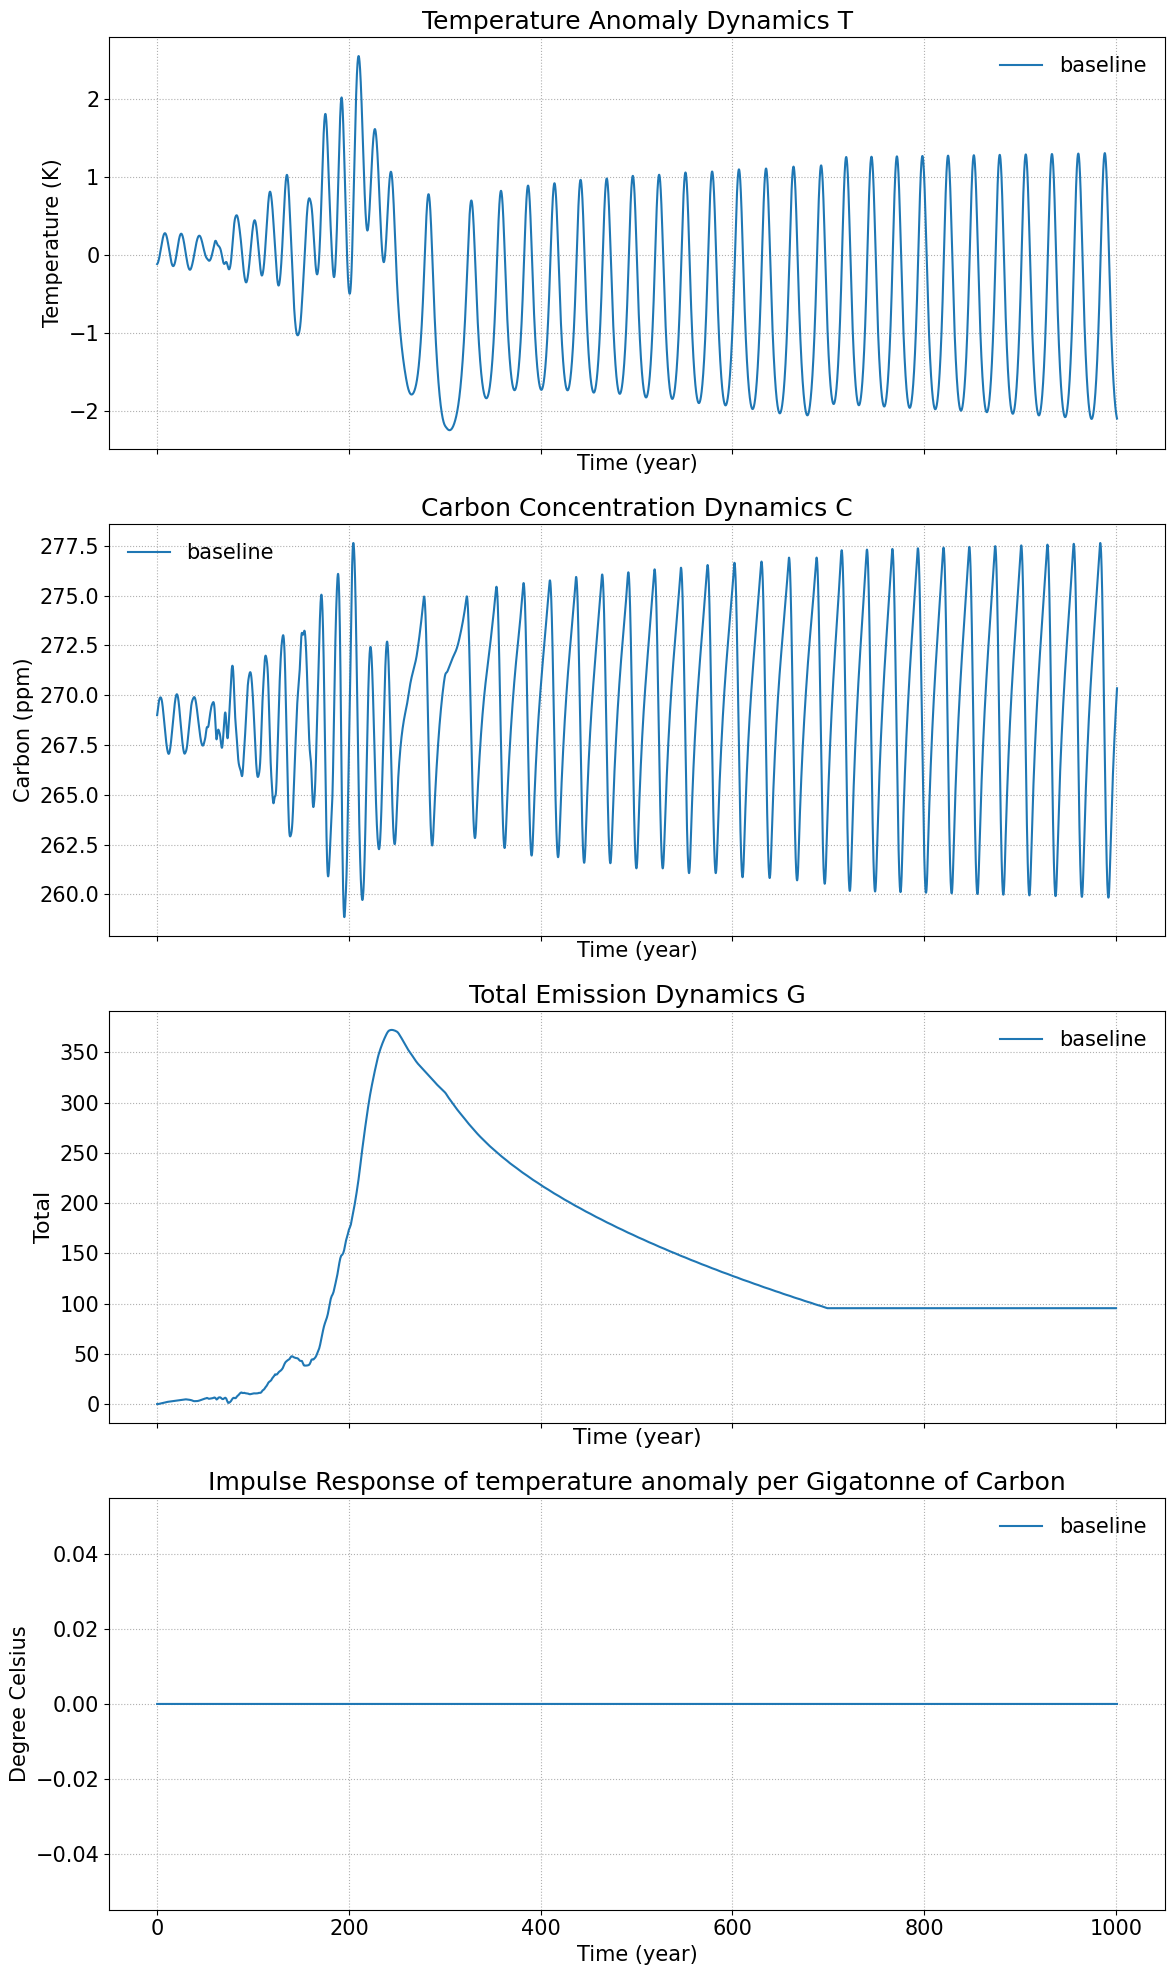 Temperature Anomaly Dynamics T
baseline
Temperature (K)
2
1
0
−1
−2
Time (year)
Carbon Concentration Dynamics C
baseline
Carbon (ppm)
277.5
275.0
272.5
270.0
267.5
265.0
262.5
260.0
Time (year)
Total Emission Dynamics G
baseline
Total
350
300
250
200
150
100
50
0
Time (year)
Impulse Response of temperature anomaly per Gigatonne of Carbon
baseline
Degree Celsius
0.04
0.02
0.00
−0.02
−0.04
0 200 400 600 800 1000
Time (year)